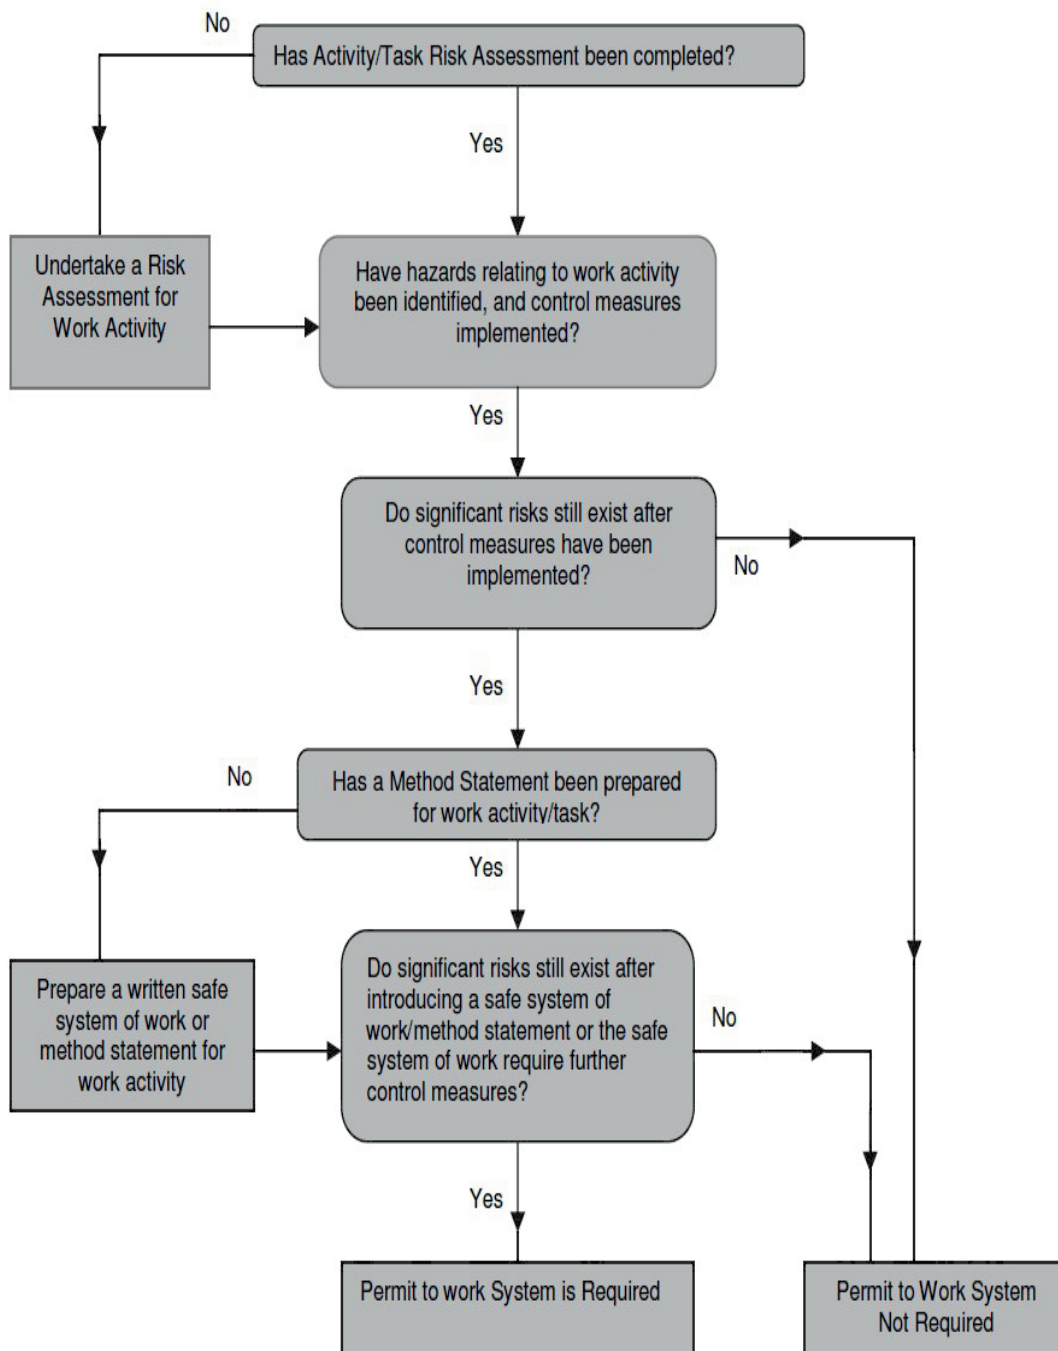 No
Has Activity/Task Risk Assessment been completed?
Yes
Undertake a Risk
Assessment for
Work Activity
Have hazards relating to work activity
been identified, and control measures
implemented?
Yes
Do significant risks still exist after
control measures have been
implemented?
No
Yes
No
Has a Method Statement been prepared
for work activity/task?
Yes
Prepare a written safe
system of work or
method statement for
work activity
Do significant risks still exist after
introducing a safe system of
work/method statement or the safe
system of work require further
control measures?
No
Yes
Permit to work System is Required
Permit to Work System
Not Required